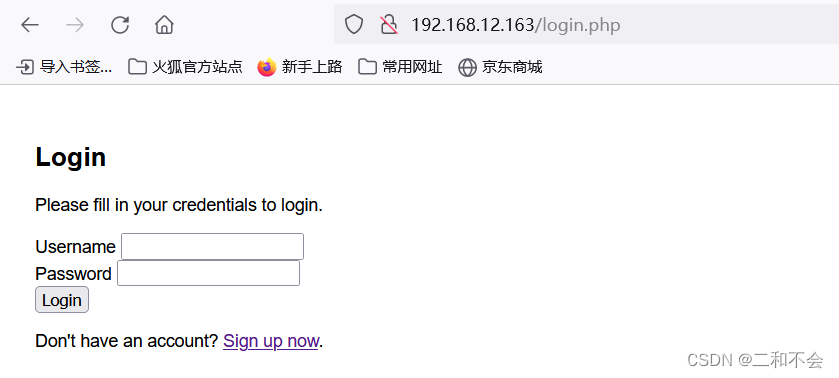 192.168.12.163/login.php
导入书签... 火狐官方站点 新手上路 常用网址 京东商城
Login
Please fill in your credentials to login.
Username
Password
Login
Don't have an account? Sign up now.
CSDN @二和不会